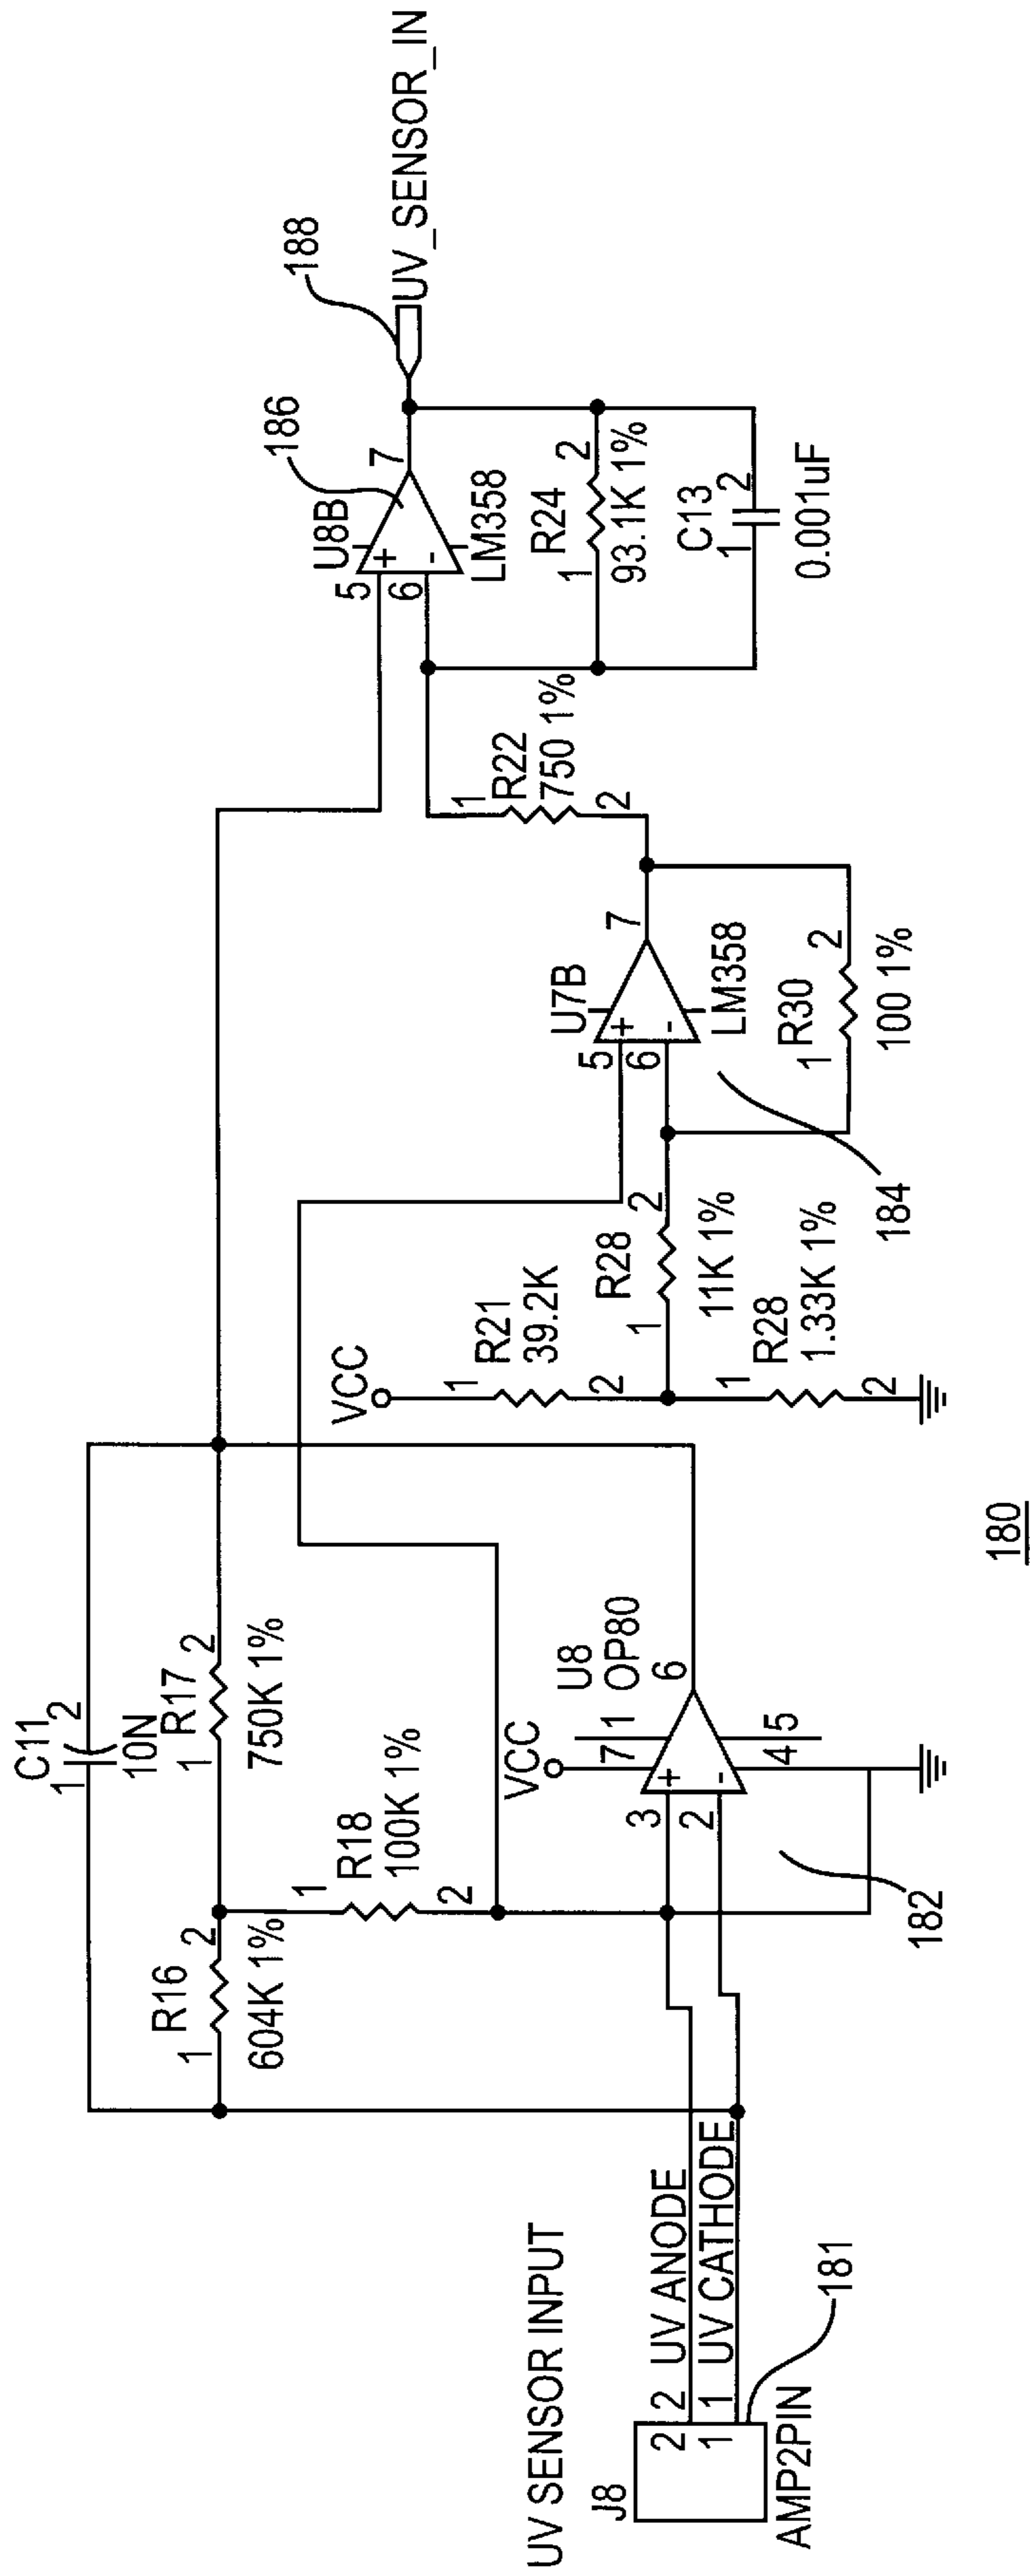 UV SENSOR INPUT
J8
2
1
2
1
AMP2PIN
181
UV ANODE
UV CATHODE
C11
1
2
10N
R16
1
2
604K 1%
R17
1
2
750K 1%
R18
1
2
100K 1%
VCC
U8
OP80
7
1
3
2
6
4
5
182
VCC
R21
39.2K
1
2
R28
1
2
11K 1%
R28
1.33K 1%
1
2
U7B
5
6
7
+
-
LM358
184
R30
1
2
100 1%
R22
750 1%
1
2
U8B
5
6
7
+
-
LM358
186
188
UV_SENSOR_IN
R24
1
2
93.1K 1%
C13
1
2
0.001uF
+
-
180